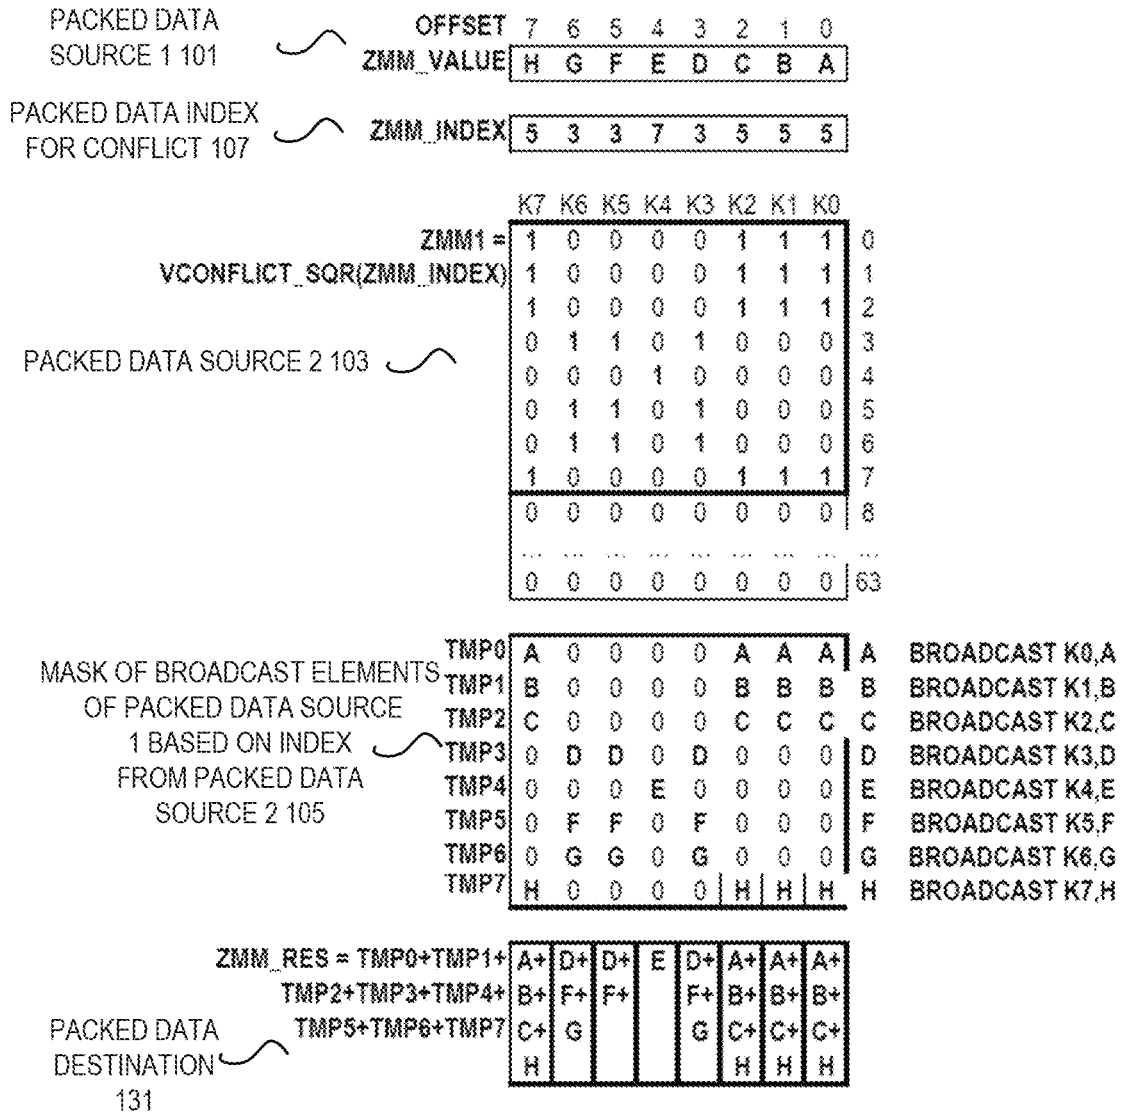 PACKED DATA
SOURCE 1 101
OFFSET 7 6 5 4 3 2 1 0
ZMM_VALUE H G F E D C B A
PACKED DATA INDEX
FOR CONFLICT 107
ZMM_INDEX 5 3 3 7 3 5 5 5
K7 K6 K5 K4 K3 K2 K1 K0
ZMM1 = 1 0 0 0 0 1 1 1 0
VCONFLICT_SQR(ZMM_INDEX) 1 0 0 0 0 1 1 1 1
1 0 0 0 0 1 1 1 2
0 1 1 0 1 0 0 0 3
PACKED DATA SOURCE 2 103
0 0 0 1 0 0 0 0 4
0 1 1 0 1 0 0 0 5
0 1 1 0 1 0 0 0 6
1 0 0 0 0 1 1 1 7
0 0 0 0 0 0 0 0 8
... ... ... ... ... ... ... ... ...
0 0 0 0 0 0 0 0 63
MASK OF BROADCAST ELEMENTS
OF PACKED DATA SOURCE
1 BASED ON INDEX
FROM PACKED DATA
SOURCE 2 105
TMP0 A 0 0 0 0 A A A A BROADCAST K0,A
TMP1 B 0 0 0 0 B B B B BROADCAST K1,B
TMP2 C 0 0 0 0 C C C C BROADCAST K2,C
TMP3 0 D D 0 D 0 0 0 D BROADCAST K3,D
TMP4 0 0 0 E 0 0 0 0 E BROADCAST K4,E
TMP5 0 F F 0 F 0 0 0 F BROADCAST K5,F
TMP6 0 G G 0 G 0 0 0 G BROADCAST K6,G
TMP7 H 0 0 0 0 H H H H BROADCAST K7,H
ZMM_RES = TMP0+TMP1+ A+ D+ D+ E D+ A+ A+ A+
TMP2+TMP3+TMP4+ B+ F+ F+ F+ B+ B+ B+
TMP5+TMP6+TMP7 C+ G G C+ C+ C+
H H H H
PACKED DATA
DESTINATION
131